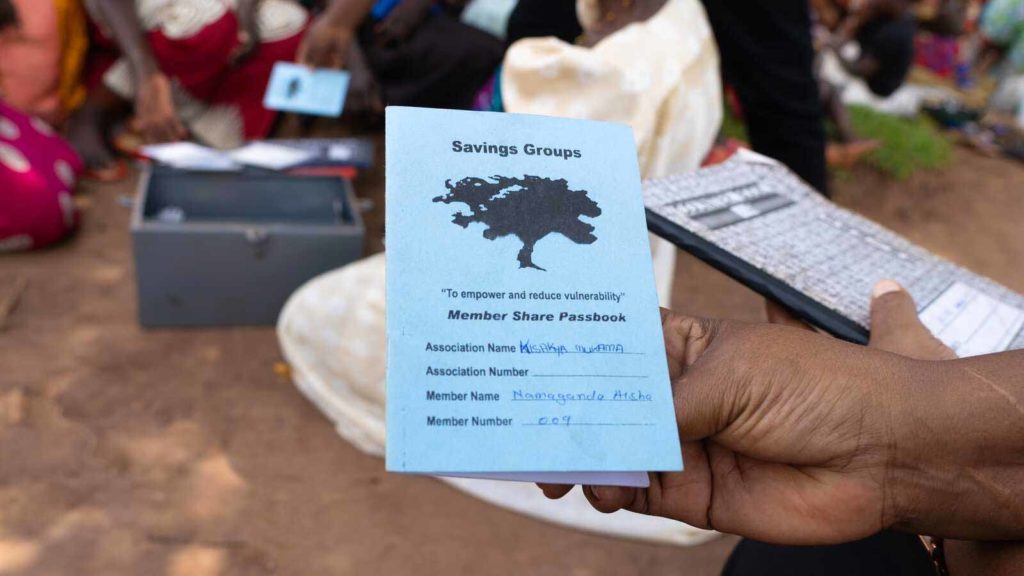 Savings Groups
"To empower and reduce vulnerability"
Member Share Passbook
Association Name KISAKYA MUKAMA
Association Number
Member Name Namaganda Aisha
Member Number 009